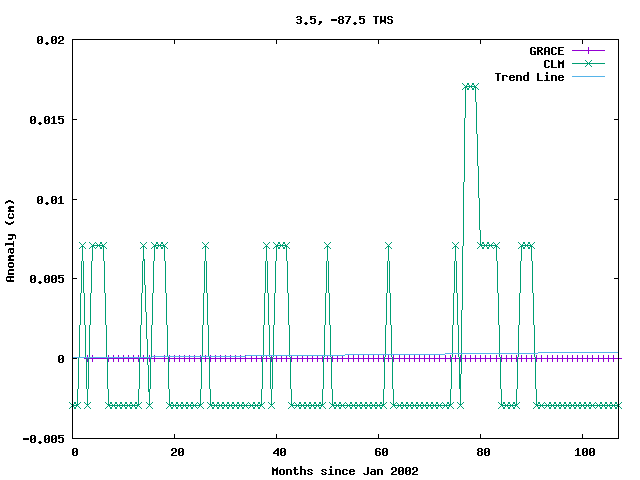 3.5, -87.5 TWS
0.02
GRACE
CLM
Trend Line
0.015
0.01
0.005
0
-0.005
Anomaly (cm)
0 20 40 60 80 100
Months since Jan 2002